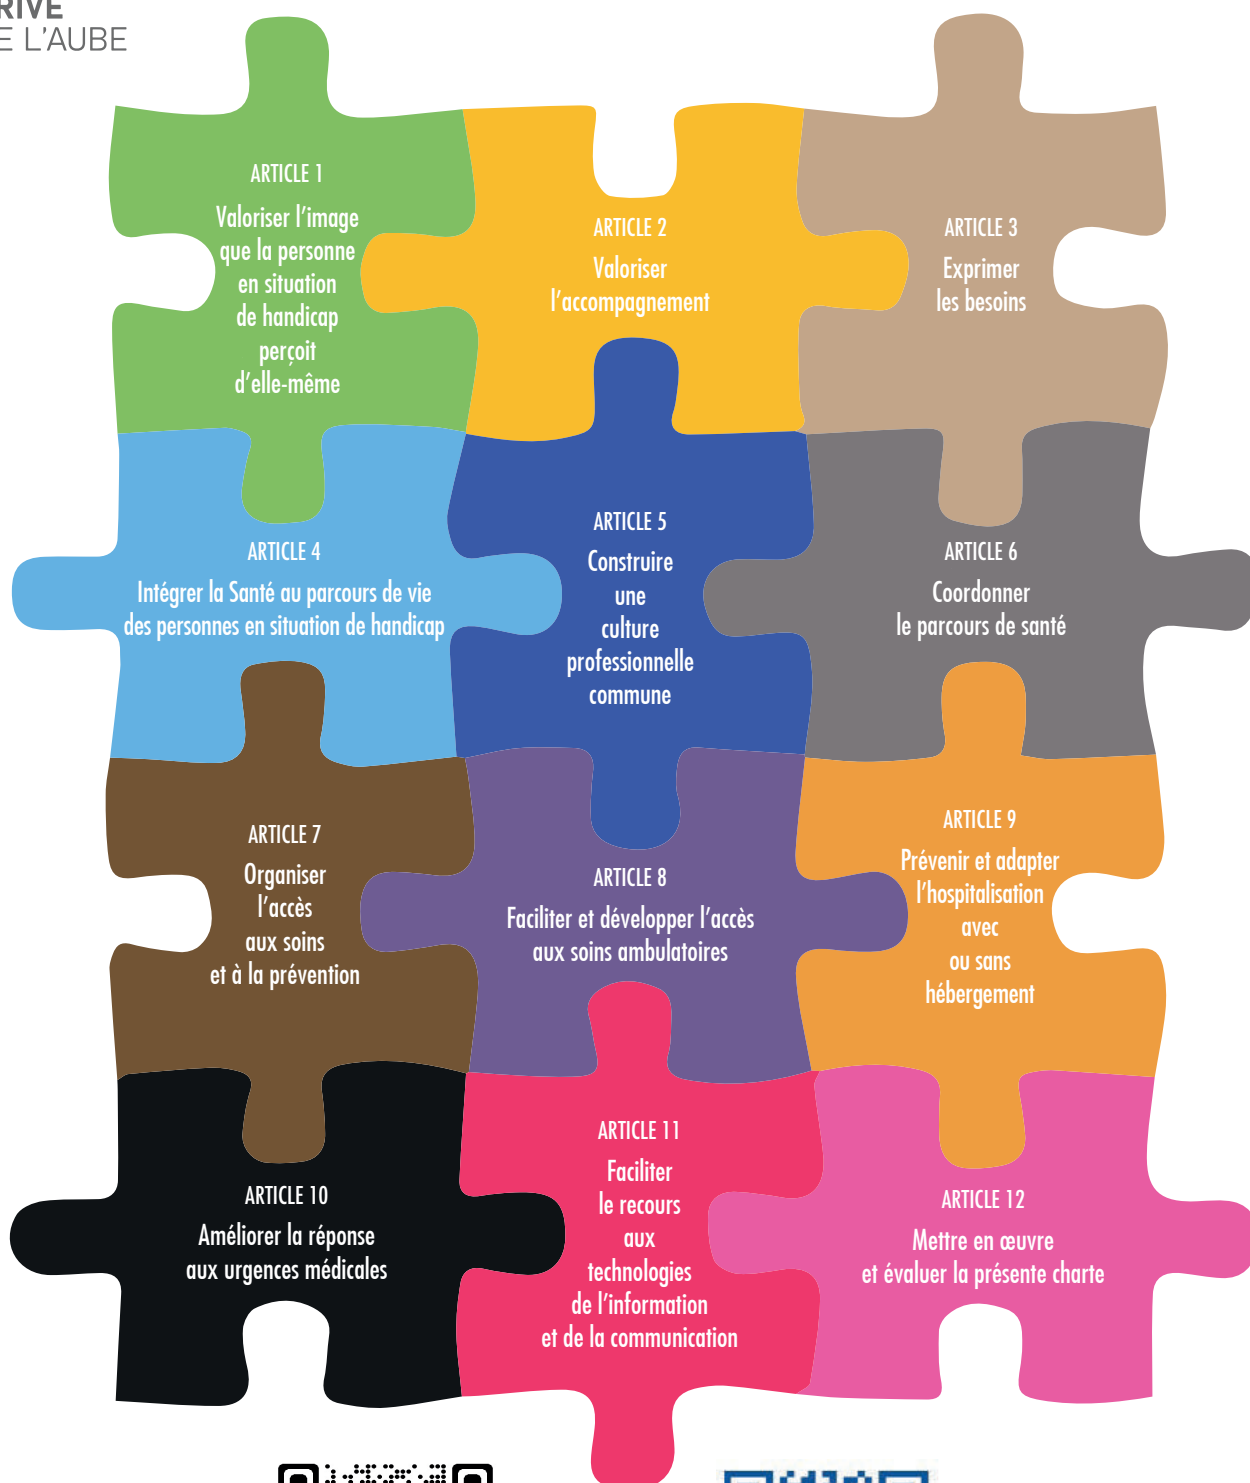 RIVE
E L'AUBE
ARTICLE 1
Valoriser l'image
que la personne
en situation
de handicap
perçoit
d'elle-même
ARTICLE 2
Valoriser
l'accompagnement
ARTICLE 3
Exprimer
les besoins
ARTICLE 4
Intégrer la Santé au parcours de vie
des personnes en situation de handicap
ARTICLE 5
Construire
une
culture
professionnelle
commune
ARTICLE 6
Coordonner
le parcours de santé
ARTICLE 7
Organiser
l'accès
aux soins
et à la prévention
ARTICLE 8
Faciliter et développer l'accès
aux soins ambulatoires
ARTICLE 9
Prévenir et adapter
l'hospitalisation
avec
ou sans
hébergement
ARTICLE 10
Améliorer la réponse
aux urgences médicales
ARTICLE 11
Faciliter
le recours
aux
technologies
de l'information
et de la communication
ARTICLE 12
Mettre en œuvre
et évaluer la présente charte